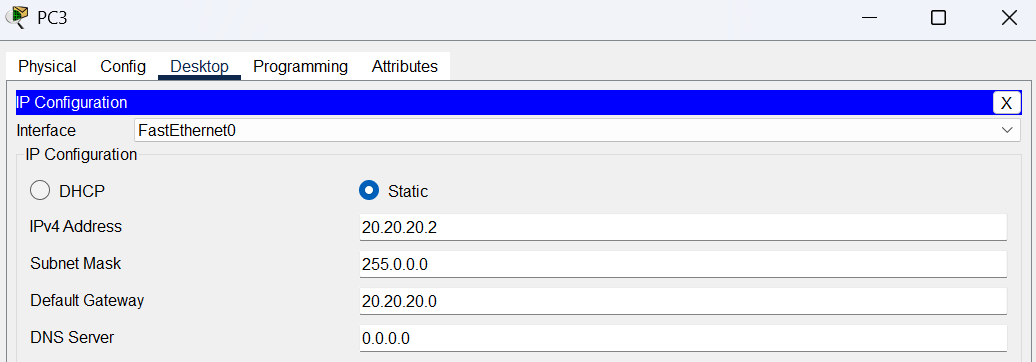 PC3
Physical Config Desktop Programming Attributes
IP Configuration X
Interface FastEthernet0
IP Configuration
DHCP Static
IPv4 Address 20.20.20.2
Subnet Mask 255.0.0.0
Default Gateway 20.20.20.0
DNS Server 0.0.0.0